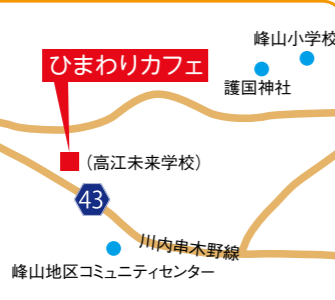 峰山小学校
ひまわりカフェ
護国神社
(高江未来学校)
43
川内串木野線
峰山地区コミュニティセンター